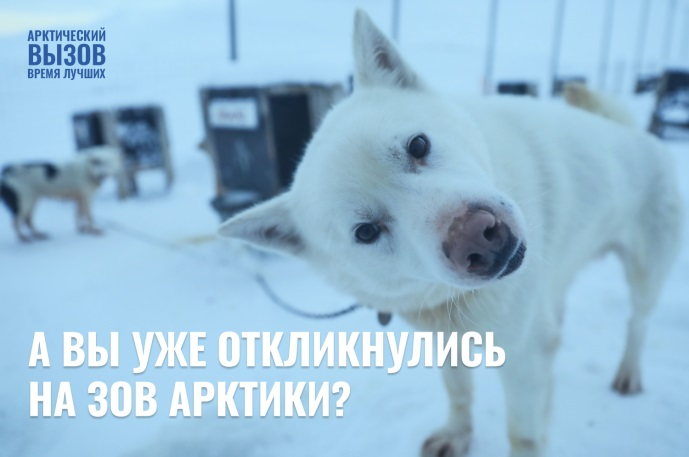 АРКТИЧЕСКИЙ
ВЫЗОВ
ВРЕМЯ ЛУЧШИХ
А ВЫ УЖЕ ОТКЛИКНУЛИСЬ
НА ЗОВ АРКТИКИ?